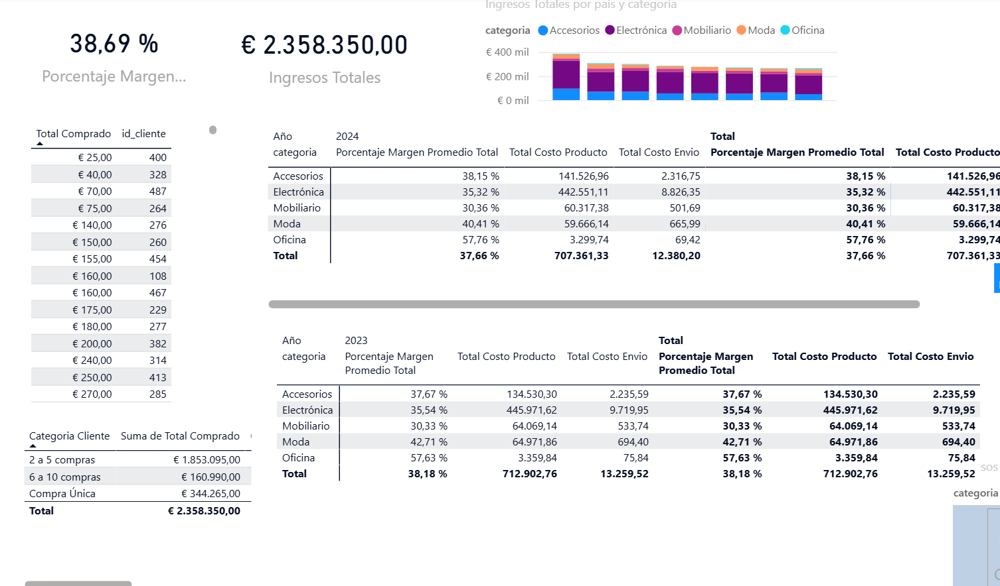 Ingresos Totales por país y categoria
38,69 %
Porcentaje Margen...
€ 2.358.350,00
Ingresos Totales
categoria Accesorios Electrónica Mobiliario Moda Oficina
€ 400 mil
€ 200 mil
€ 0 mil
Total Comprado id_cliente
€ 25,00 400
€ 40,00 328
€ 70,00 487
€ 75,00 264
€ 140,00 276
€ 150,00 260
€ 155,00 454
€ 160,00 108
€ 160,00 467
€ 175,00 229
€ 180,00 277
€ 200,00 382
€ 240,00 314
€ 250,00 413
€ 270,00 285
Año 2024 Total
categoria Porcentaje Margen Promedio Total Total Costo Producto Total Costo Envio Porcentaje Margen Promedio Total Total Costo Producto
Accesorios 38,15 % 141.526,96 2.316,75 38,15 % 141.526,96
Electrónica 35,32 % 442.551,11 8.826,35 35,32 % 442.551,11
Mobiliario 30,36 % 60.317,38 501,69 30,36 % 60.317,38
Moda 40,41 % 59.666,14 665,99 40,41 % 59.666,14
Oficina 57,76 % 3.299,74 69,42 57,76 % 3.299,74
Total 37,66 % 707.361,33 12.380,20 37,66 % 707.361,33
Año 2023 Total
categoria Porcentaje Margen Total Costo Producto Total Costo Envio Porcentaje Margen Total Costo Producto Total Costo Envio
Promedio Total Promedio Total
Accesorios 37,67 % 134.530,30 2.235,59 37,67 % 134.530,30 2.235,59
Electrónica 35,54 % 445.971,62 9.719,95 35,54 % 445.971,62 9.719,95
Mobiliario 30,33 % 64.069,14 533,74 30,33 % 64.069,14 533,74
Moda 42,71 % 64.971,86 694,40 42,71 % 64.971,86 694,40
Oficina 57,63 % 3.359,84 75,84 57,63 % 3.359,84 75,84
Total 38,18 % 712.902,76 13.259,52 38,18 % 712.902,76 13.259,52
Categoria Cliente Suma de Total Comprado
2 a 5 compras € 1.853.095,00
6 a 10 compras € 160.990,00
Compra Única € 344.265,00
Total € 2.358.350,00
categoria